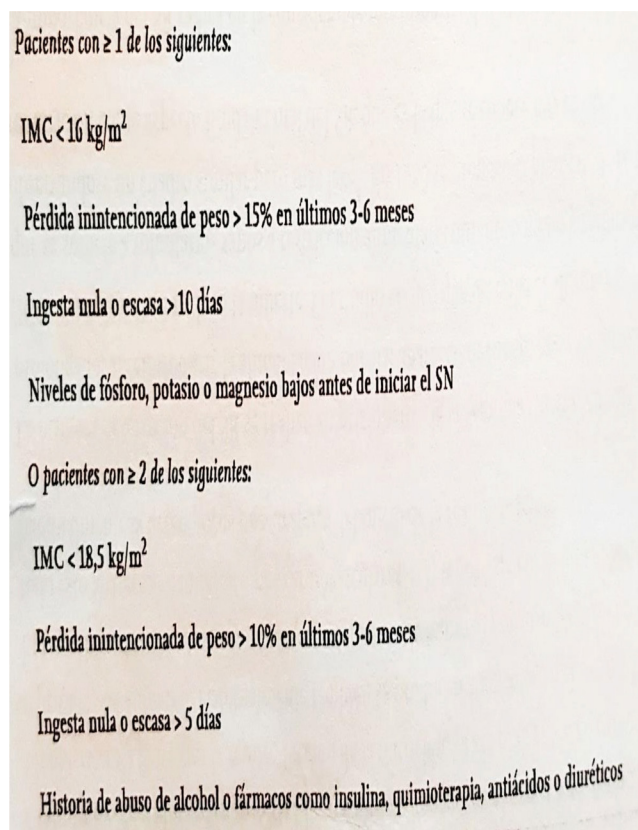 Pacientes con ≥ 1 de los siguientes:
IMC < 16 kg/m²
Pérdida inintencionada de peso > 15% en últimos 3-6 meses
Ingesta nula o escasa > 10 días
Niveles de fósforo, potasio o magnesio bajos antes de iniciar el SN
O pacientes con ≥ 2 de los siguientes:
IMC < 18,5 kg/m²
Pérdida inintencionada de peso > 10% en últimos 3-6 meses
Ingesta nula o escasa > 5 días
Historia de abuso de alcohol o fármacos como insulina, quimioterapia, antiácidos o diuréticos